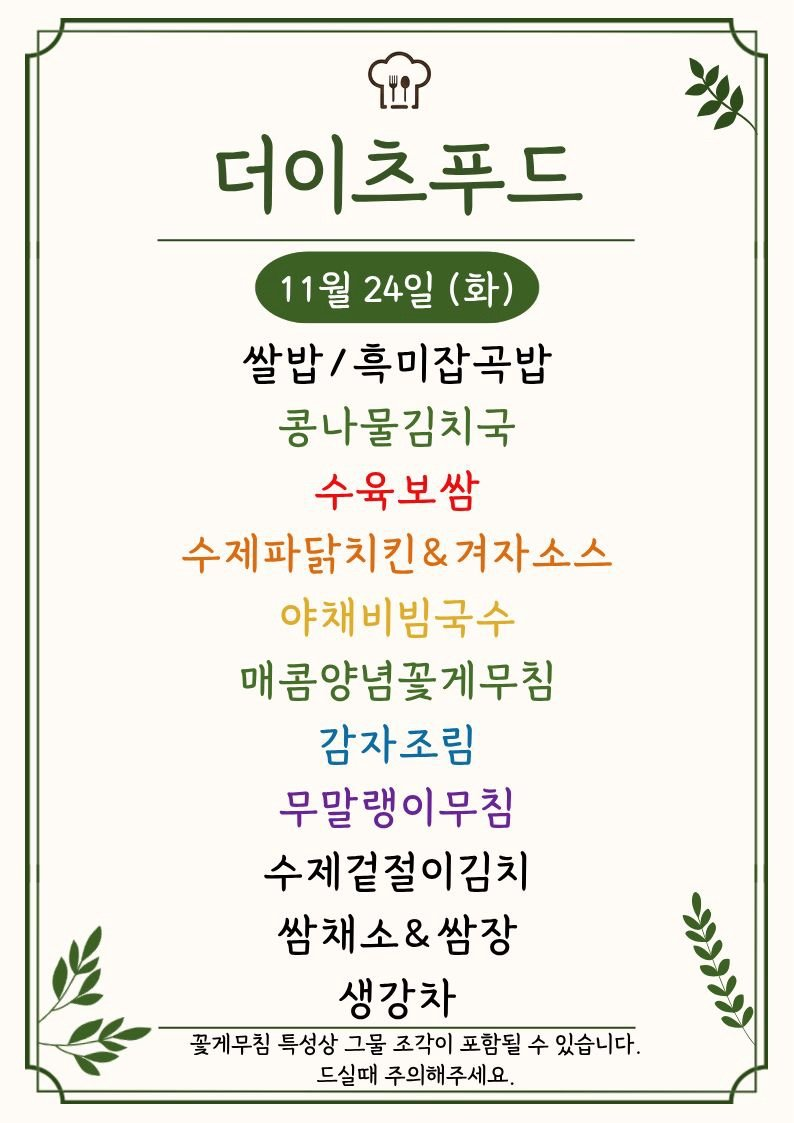 더이츠푸드
11월 24일 (화)
쌀밥/흑미잡곡밥
콩나물김치국
수육보쌈
수제파닭치킨&겨자소스
야채비빔국수
매콤양념꽃게무침
감자조림
무말랭이무침
수제겉절이김치
쌈채소&쌈장
생강차
꽃게무침 특성상 그물 조각이 포함될 수 있습니다.
드실때 주의해주세요.